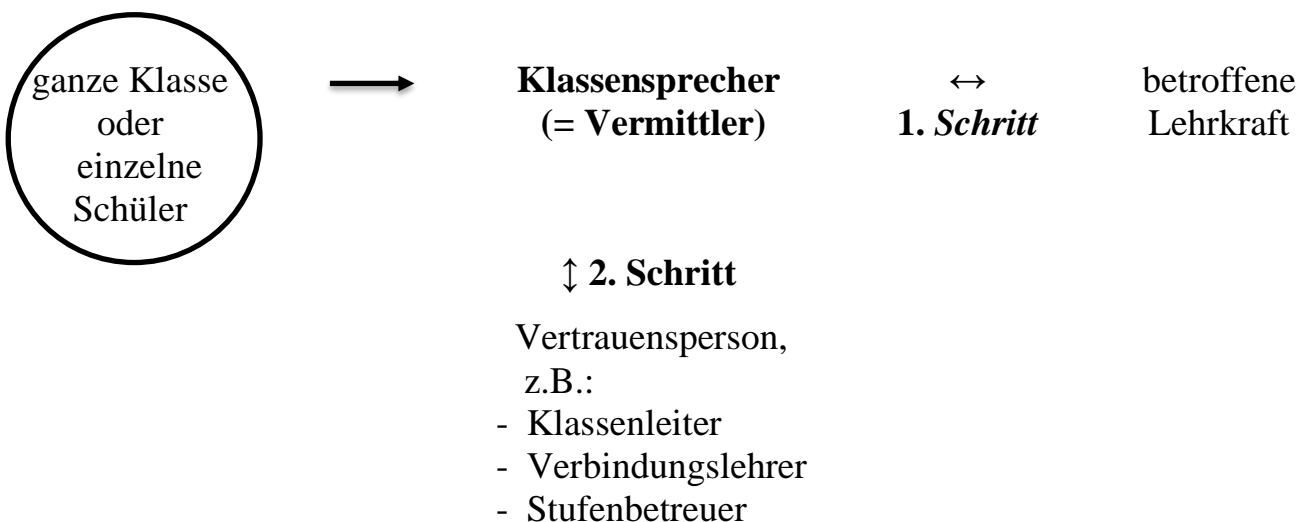 ganze Klasse
oder
einzelne
Schüler
Klassensprecher
(= Vermittler)
↔
1. Schritt
betroffene
Lehrkraft
↕ 2. Schritt
Vertrauensperson,
z.B.:
- Klassenleiter
- Verbindungslehrer
- Stufenbetreuer